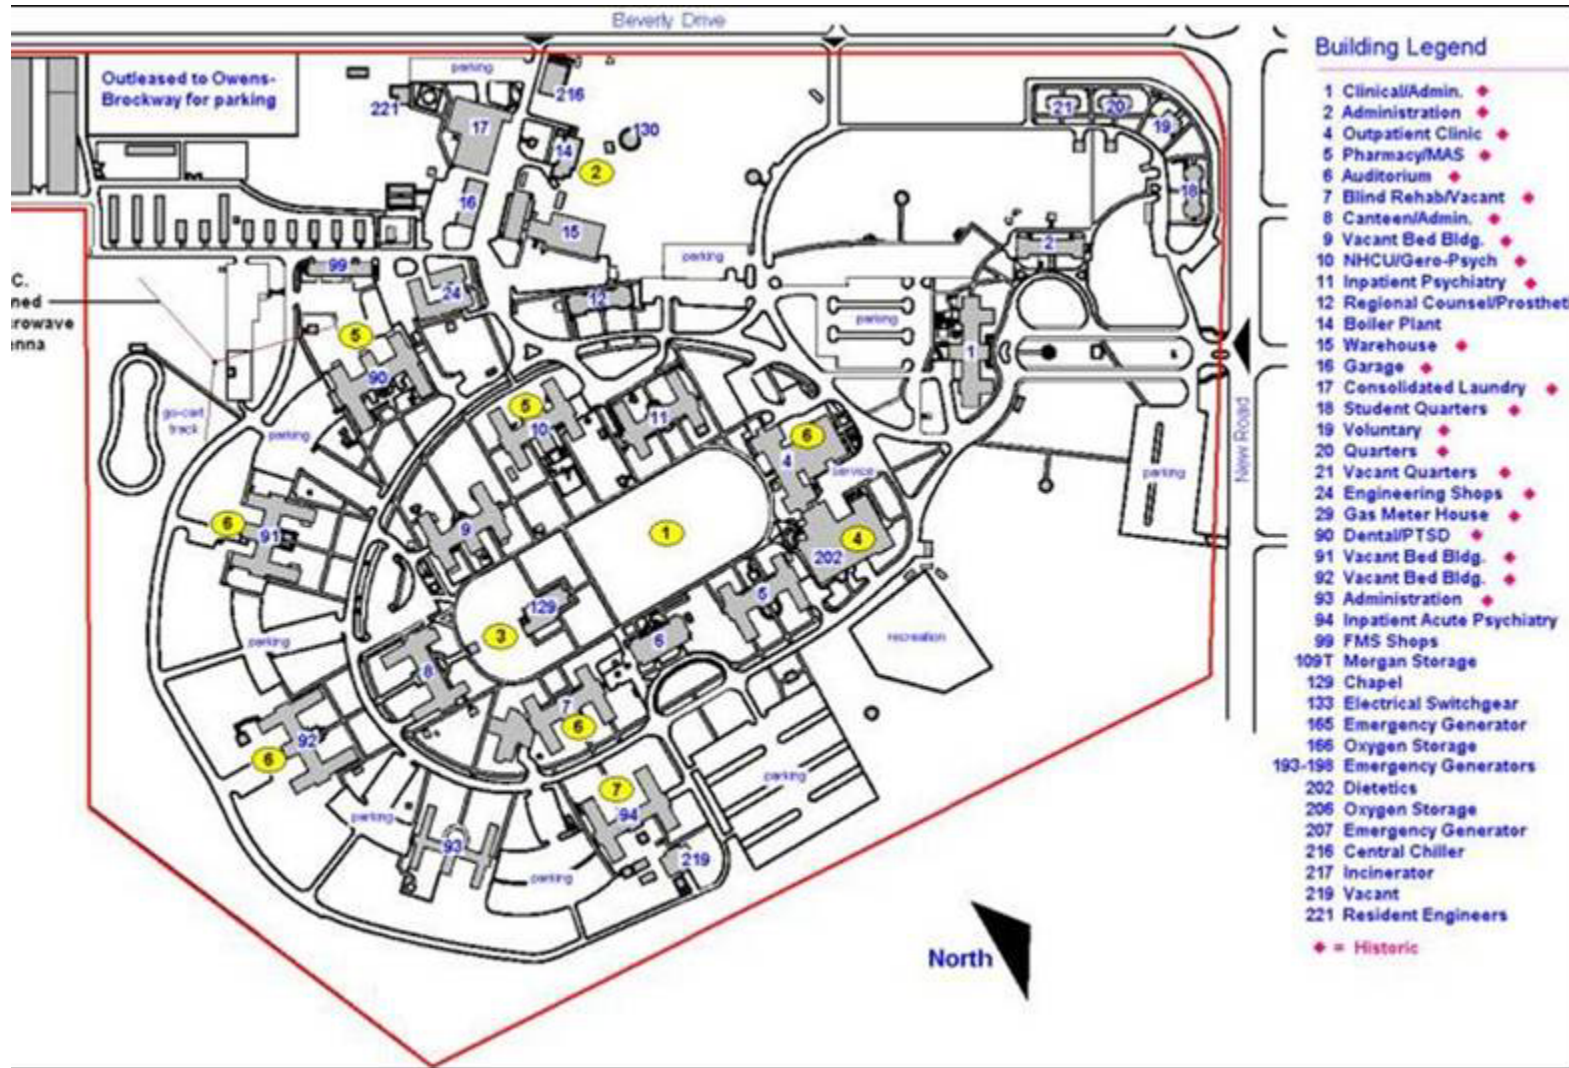 Beverly Drive
Outleased to Owens-
Brockway for parking
parking
216
221
17
130
14
2
16
15
99
24
12
parking
21
20
19
18
2
C.
ned
crowave
enna
5
90
parking
1
go-cart
track
parking
5
10
11
6
4
service
New Road
parking
6
91
9
1
4
202
5
129
3
6
recreation
parking
8
7
6
92
6
parking
7
94
parking
93
219
parking
North
Building Legend
1 Clinical/Admin.
2 Administration
4 Outpatient Clinic
5 Pharmacy/MAS
6 Auditorium
7 Blind Rehab/Vacant
8 Canteen/Admin.
9 Vacant Bed Bldg.
10 NHCU/Gero-Psych
11 Inpatient Psychiatry
12 Regional Counsel/Prostheti
14 Boiler Plant
15 Warehouse
16 Garage
17 Consolidated Laundry
18 Student Quarters
19 Voluntary
20 Quarters
21 Vacant Quarters
24 Engineering Shops
29 Gas Meter House
90 Dental/PTSD
91 Vacant Bed Bldg.
92 Vacant Bed Bldg.
93 Administration
94 Inpatient Acute Psychiatry
99 FMS Shops
109T Morgan Storage
129 Chapel
133 Electrical Switchgear
165 Emergency Generator
166 Oxygen Storage
193-198 Emergency Generators
202 Dietetics
206 Oxygen Storage
207 Emergency Generator
216 Central Chiller
217 Incinerator
219 Vacant
221 Resident Engineers
= Historic